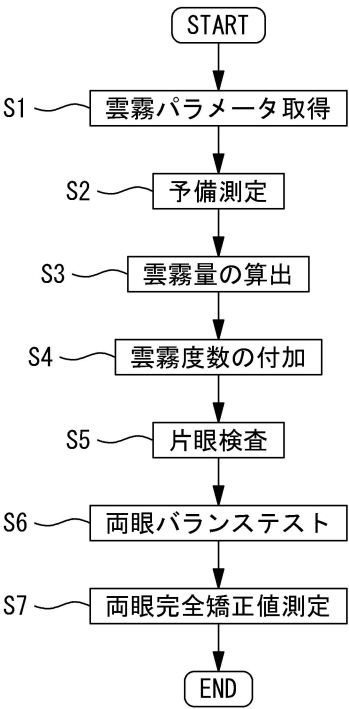 START
S1 雲霧パラメータ取得
S2 予備測定
S3 雲霧量の算出
S4 雲霧度数の付加
S5 片眼検査
S6 両眼バランステスト
S7 両眼完全矯正値測定
END